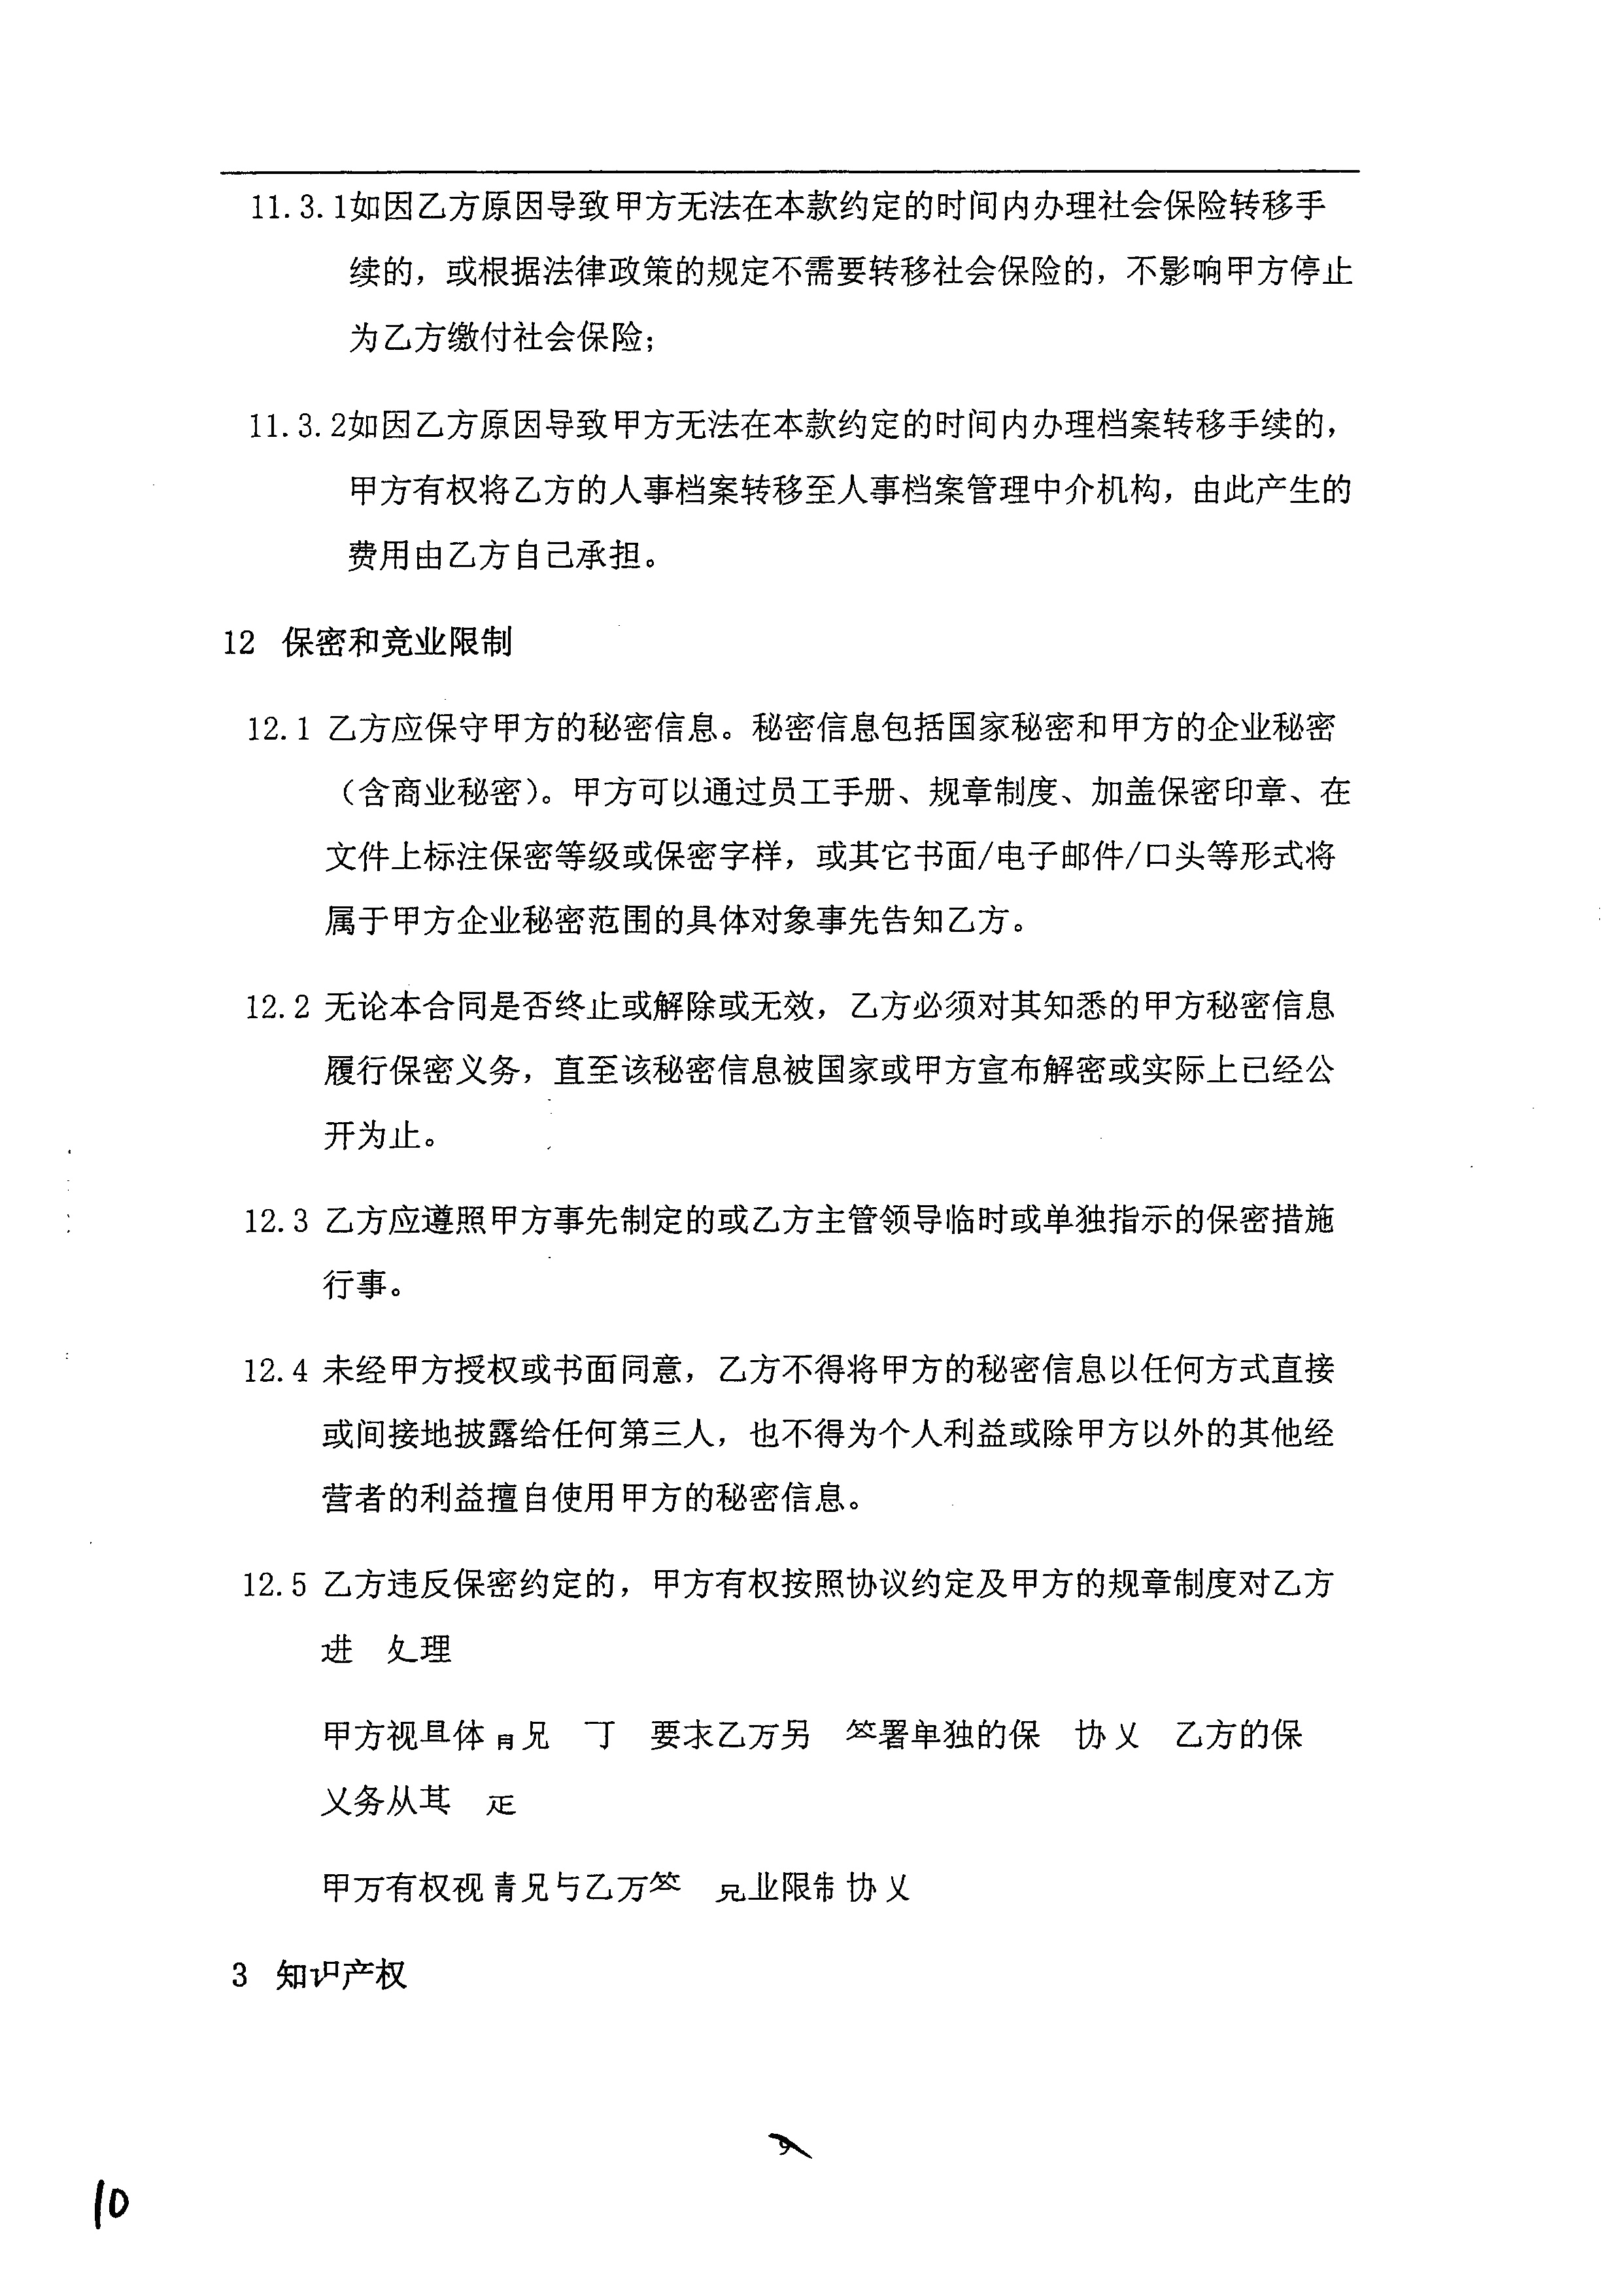 11.3.1如因乙方原因导致甲方无法在本款约定的时间内办理社会保险转移手
续的，或根据法律政策的规定不需要转移社会保险的，不影响甲方停止
为乙方缴付社会保险；
11.3.2如因乙方原因导致甲方无法在本款约定的时间内办理档案转移手续的，
甲方有权将乙方的人事档案转移至人事档案管理中介机构，由此产生的
费用由乙方自己承担。
12 保密和竞业限制
12.1 乙方应保守甲方的秘密信息。秘密信息包括国家秘密和甲方的企业秘密
（含商业秘密）。甲方可以通过员工手册、规章制度、加盖保密印章、在
文件上标注保密等级或保密字样，或其它书面/电子邮件/口头等形式将
属于甲方企业秘密范围的具体对象事先告知乙方。
12.2 无论本合同是否终止或解除或无效，乙方必须对其知悉的甲方秘密信息
履行保密义务，直至该秘密信息被国家或甲方宣布解密或实际上已经公
开为止。
12.3 乙方应遵照甲方事先制定的或乙方主管领导临时或单独指示的保密措施
行事。
12.4 未经甲方授权或书面同意，乙方不得将甲方的秘密信息以任何方式直接
或间接地披露给任何第三人，也不得为个人利益或除甲方以外的其他经
营者的利益擅自使用甲方的秘密信息。
12.5 乙方违反保密约定的，甲方有权按照协议约定及甲方的规章制度对乙方
进 处理
甲方视具体情况 要求乙方另 签署单独的保 协议 乙方的保
义务从其 定
甲方有权视情况与乙方签 竞业限制协议
3 知识产权
9
10